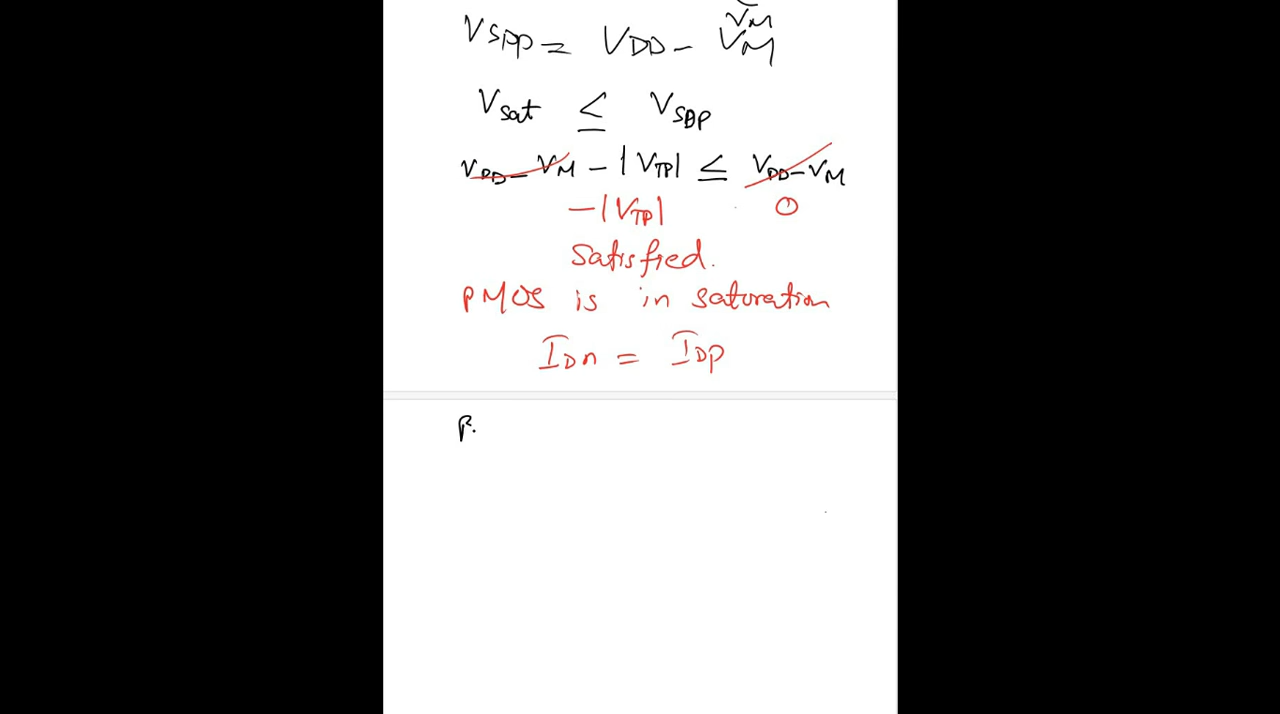 VM
VSDP = VDD - VM
Vsat ≤ VSDP
VDD - VM - |VTP| ≤ VDD - VM
-|VTP| 0
Satisfied.
PMOS is in saturation
IDn = IDp